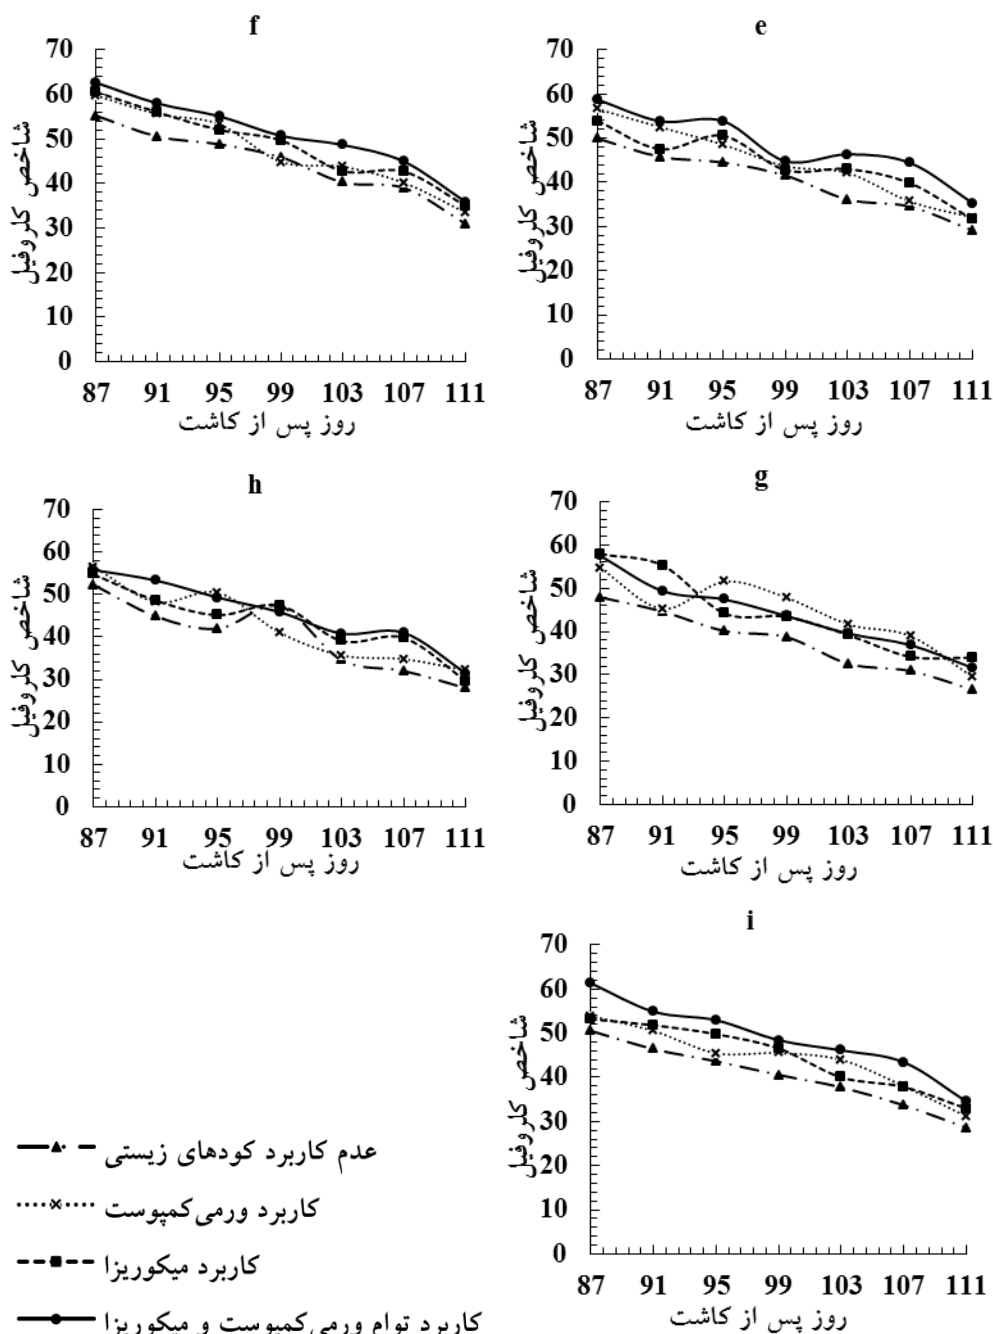 f
70
60
50
40
30
20
10
0
شاخص کلروفیل
87 91 95 99 103 107 111
روز پس از کاشت
e
70
60
50
40
30
20
10
0
شاخص کلروفیل
87 91 95 99 103 107 111
روز پس از کاشت
h
70
60
50
40
30
20
10
0
شاخص کلروفیل
87 91 95 99 103 107 111
روز پس از کاشت
g
70
60
50
40
30
20
10
0
شاخص کلروفیل
87 91 95 99 103 107 111
روز پس از کاشت
i
70
60
50
40
30
20
10
0
شاخص کلروفیل
87 91 95 99 103 107 111
روز پس از کاشت
عدم کاربرد کودهای زیستی
کاربرد ورمی‌کمپوست
کاربرد میکوریزا
کاربرد توام ورمی‌کمپوست و میکوریزا